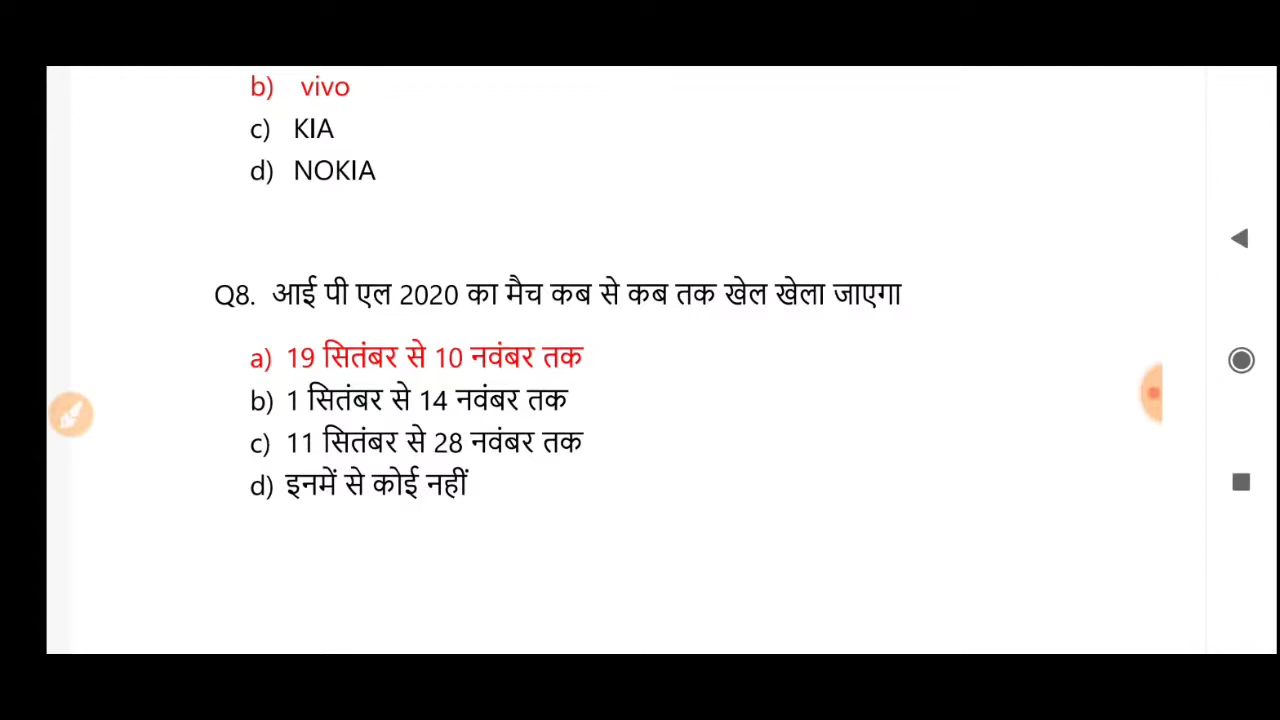 b) vivo
c) KIA
d) NOKIA
Q8. आई पी एल 2020 का मैच कब से कब तक खेल खेला जाएगा
a) 19 सितंबर से 10 नवंबर तक
b) 1 सितंबर से 14 नवंबर तक
c) 11 सितंबर से 28 नवंबर तक
d) इनमें से कोई नहीं